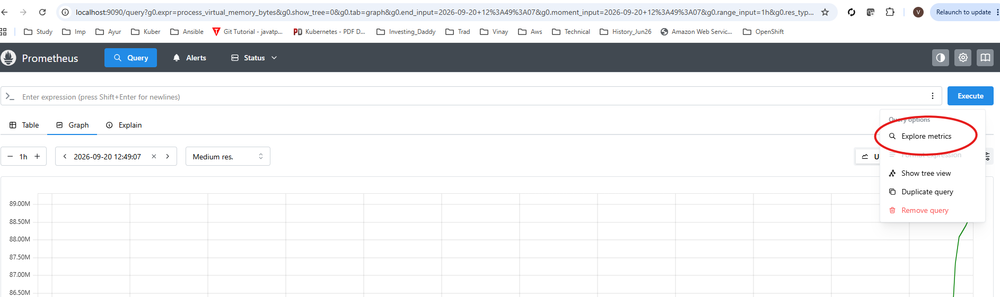 localhost:9090/query?g0.expr=process_virtual_memory_bytes&g0.show_tree=0&g0.tab=graph&g0.end_input=2026-09-20+12%3A49%3A07&g0.moment_input=2026-09-20+12%3A49%3A07&g0.range_input=1h&g0.res_typ...
V
Relaunch to update
Study Imp Ayur Kuber Ansible Git Tutorial - javatp... PD Kubernetes - PDF D... Investing_Daddy Trad Vinay Aws Technical History_Jun26 Amazon Web Servic... OpenShift
Prometheus Query Alerts Status
Enter expression (press Shift+Enter for newlines) Execute
Table Graph Explain
Query options
Explore metrics
Format expression
Show tree view
Duplicate query
Remove query
1h 2026-09-20 12:49:07 Medium res. U
89.00M
88.50M
88.00M
87.50M
87.00M
86.50M